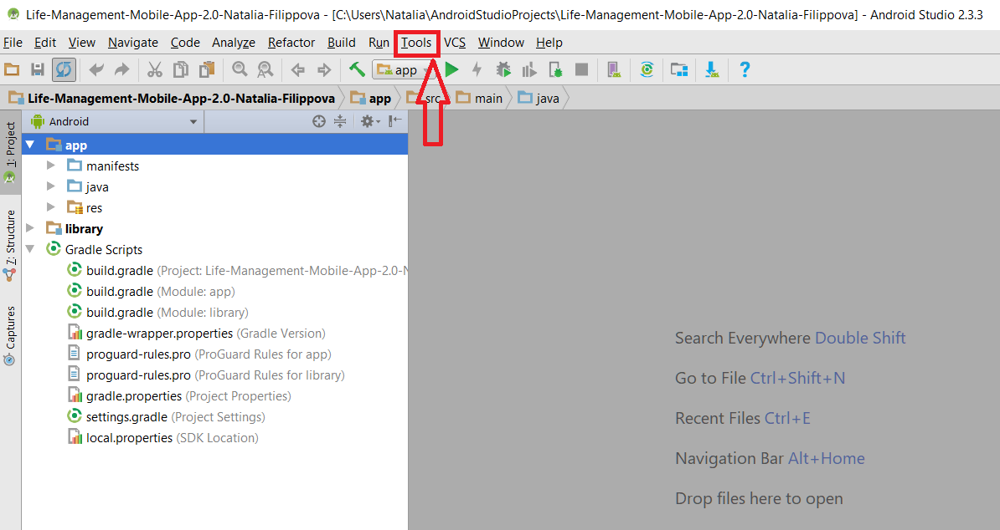 Life-Management-Mobile-App-2.0-Natalia-Filippova - [C:\Users\Natalia\AndroidStudioProjects\Life-Management-Mobile-App-2.0-Natalia-Filippova] - Android Studio 2.3.3
File Edit View Navigate Code Analyze Refactor Build Run Tools VCS Window Help
app
Life-Management-Mobile-App-2.0-Natalia-Filippova app src main java
1: Project
Android
app
manifests
java
res
library
Gradle Scripts
build.gradle (Project: Life-Management-Mobile-App-2.0-N
build.gradle (Module: app)
build.gradle (Module: library)
gradle-wrapper.properties (Gradle Version)
proguard-rules.pro (ProGuard Rules for app)
proguard-rules.pro (ProGuard Rules for library)
gradle.properties (Project Properties)
settings.gradle (Project Settings)
local.properties (SDK Location)
7: Structure
Captures
Search Everywhere Double Shift
Go to File Ctrl+Shift+N
Recent Files Ctrl+E
Navigation Bar Alt+Home
Drop files here to open